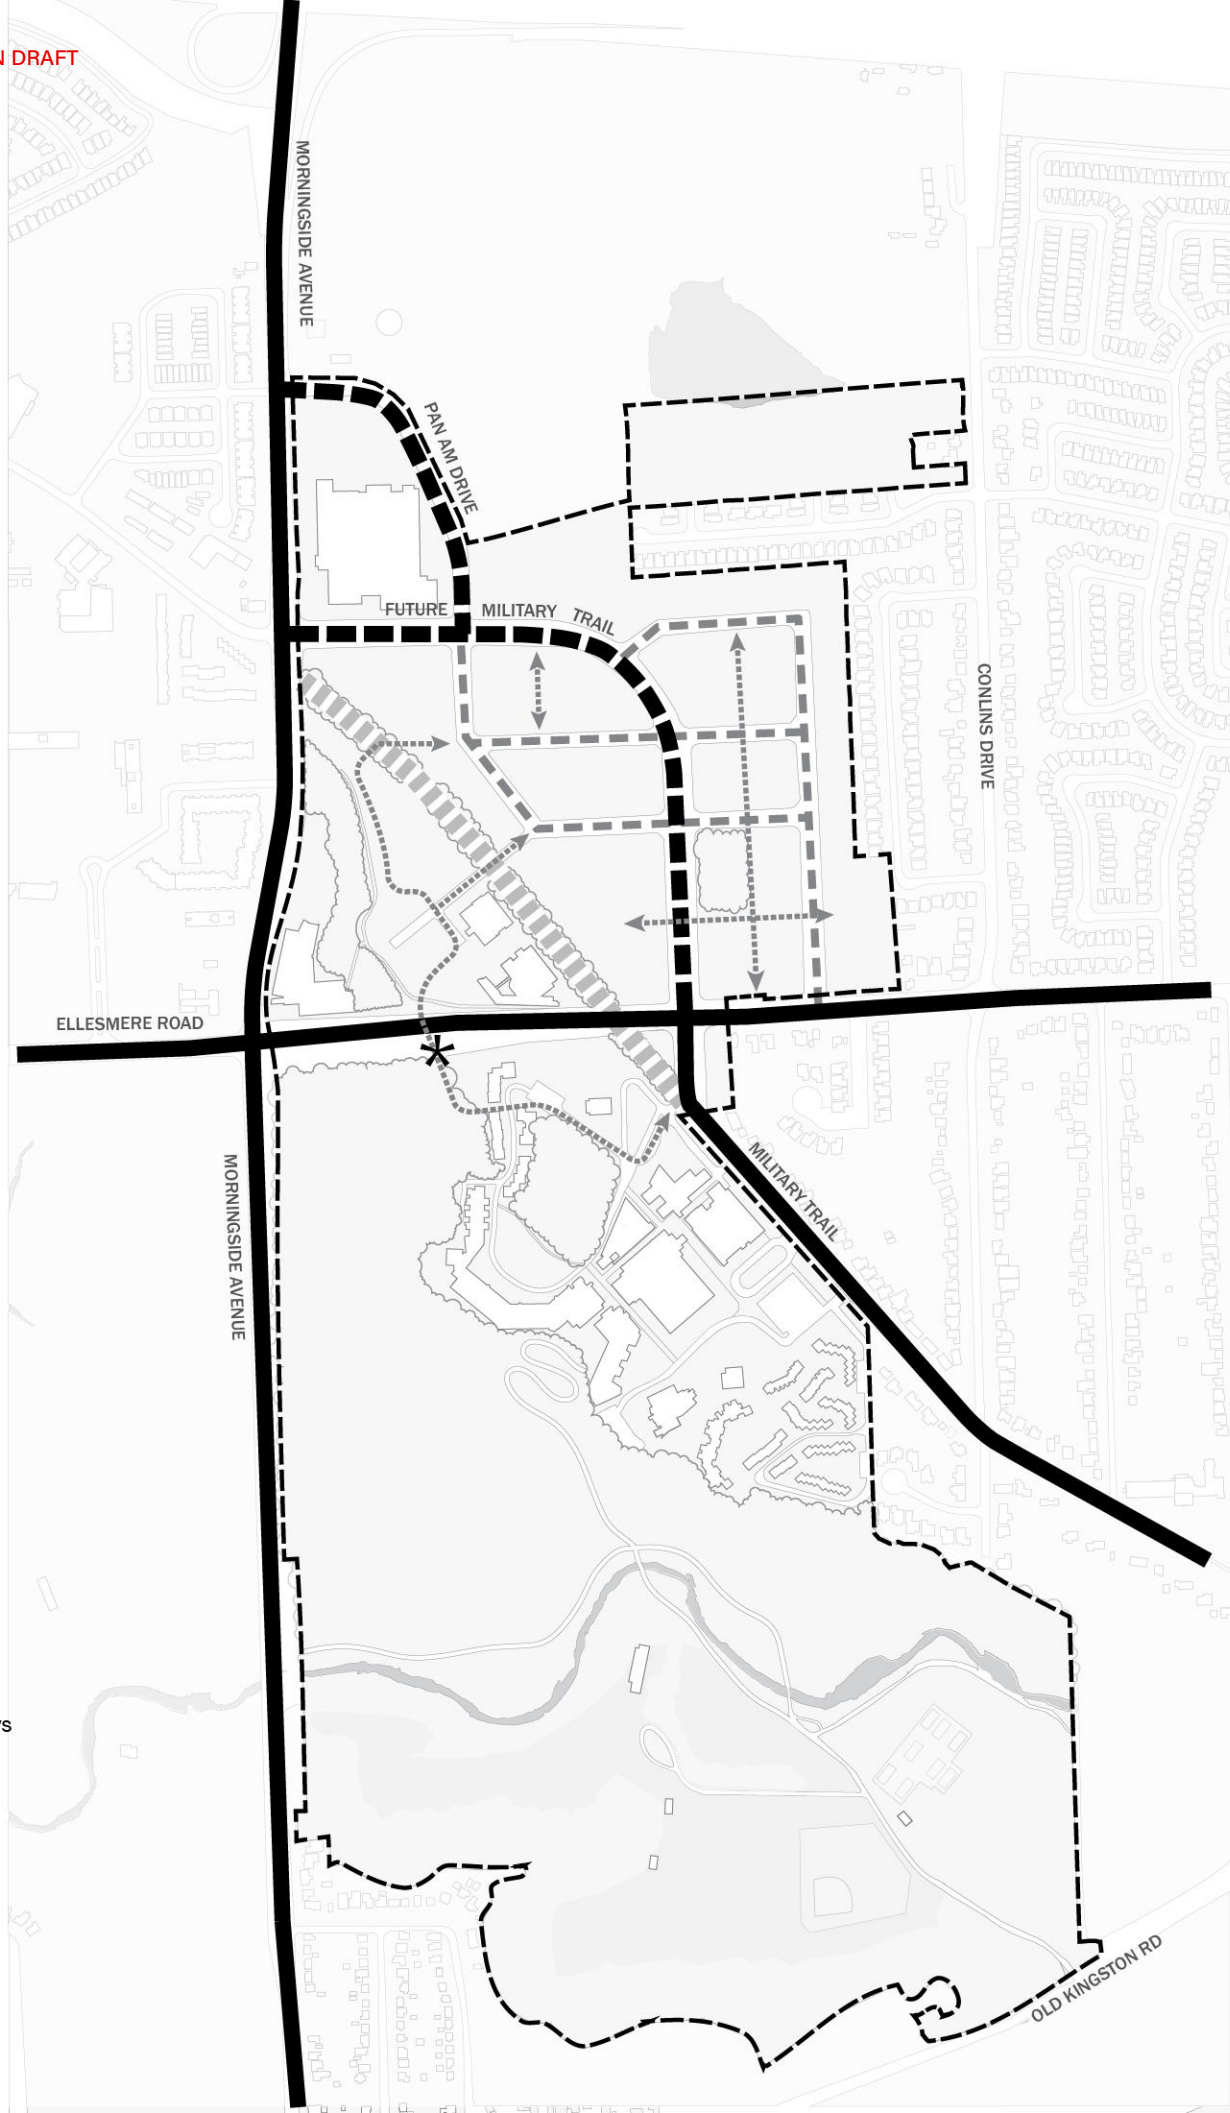 N DRAFT
MORNINGSIDE AVENUE
PAN AM DRIVE
FUTURE MILITARY TRAIL
CONLINS DRIVE
ELLESMERE ROAD
MORNINGSIDE AVENUE
MILITARY TRAIL
OLD KINGSTON RD